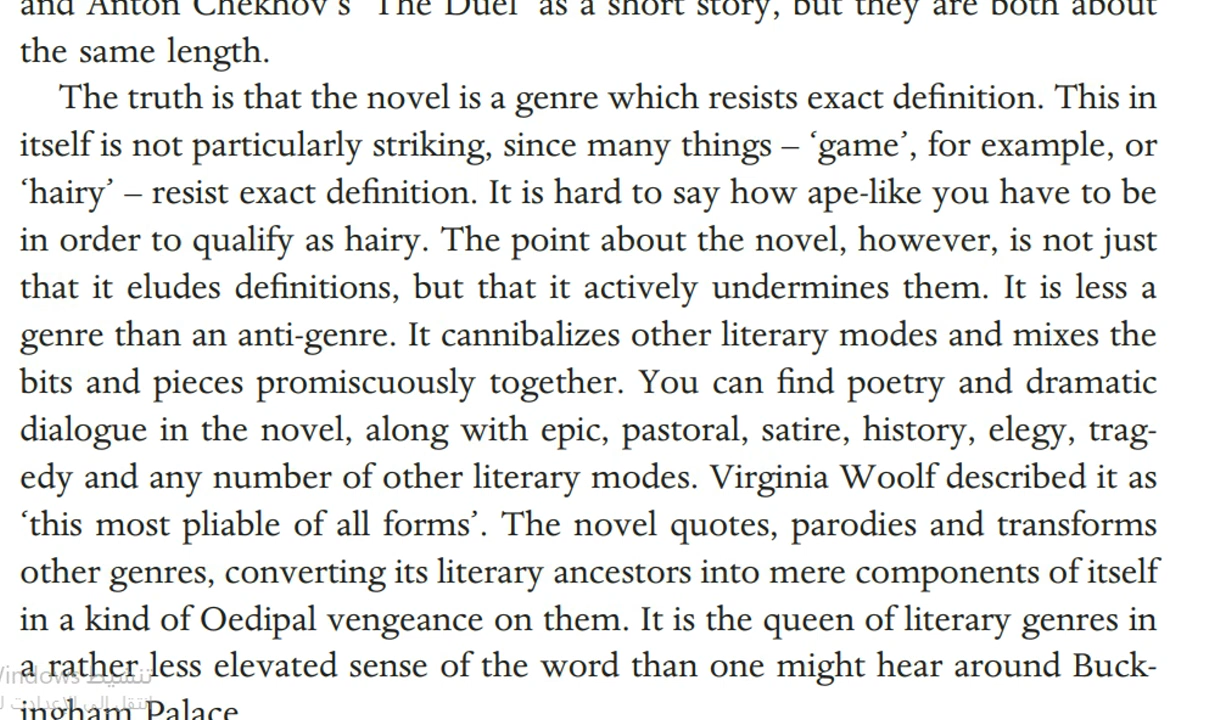 and Anton Chekhov's 'The Duel' as a short story, but they are both about
the same length.
The truth is that the novel is a genre which resists exact definition. This in
itself is not particularly striking, since many things – ‘game’, for example, or
‘hairy’ – resist exact definition. It is hard to say how ape-like you have to be
in order to qualify as hairy. The point about the novel, however, is not just
that it eludes definitions, but that it actively undermines them. It is less a
genre than an anti-genre. It cannibalizes other literary modes and mixes the
bits and pieces promiscuously together. You can find poetry and dramatic
dialogue in the novel, along with epic, pastoral, satire, history, elegy, trag-
edy and any number of other literary modes. Virginia Woolf described it as
‘this most pliable of all forms’. The novel quotes, parodies and transforms
other genres, converting its literary ancestors into mere components of itself
in a kind of Oedipal vengeance on them. It is the queen of literary genres in
a rather less elevated sense of the word than one might hear around Buck-
تنشيط Windows
ingham Palace
انتقل إلى الإعدادات